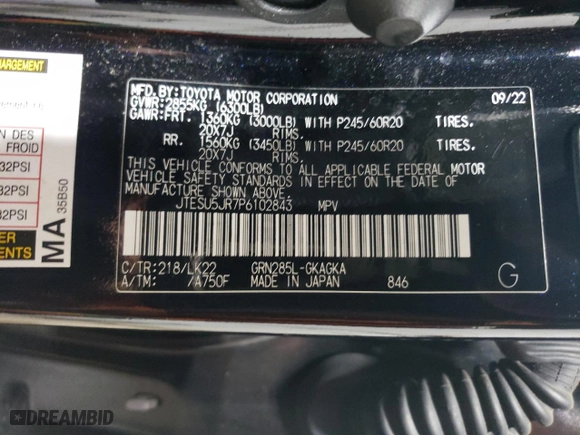 HARGEMENT
MFD. BY: TOYOTA MOTOR CORPORATION 09/22
GVWR: 2855KG (6300LB)
GAWR: FRT. 1360KG (3000LB) WITH P245/60R20 TIRES.
20X7J RIMS.
RR. 1560KG (3450LB) WITH P245/60R20 TIRES.
20X7J RIMS.
THIS VEHICLE CONFORMS TO ALL APPLICABLE FEDERAL MOTOR
VEHICLE SAFETY STANDARDS IN EFFECT ON THE DATE OF
MANUFACTURE SHOWN ABOVE.
JTESU5JR7P6102843 MPV
C/TR: 218/LK22 GRN285L-GKAGKA
A/TM: /A750F MADE IN JAPAN 846 G
N DES
FROID
32PSI
32PSI
32PSI
ER
ENTS
MA
35B50
DREAMBID